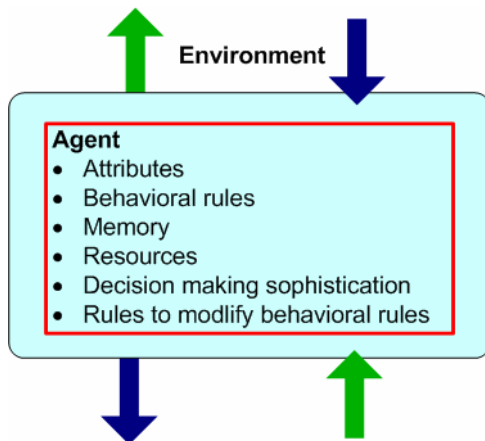 Environment
Agent
• Attributes
• Behavioral rules
• Memory
• Resources
• Decision making sophistication
• Rules to modlify behavioral rules